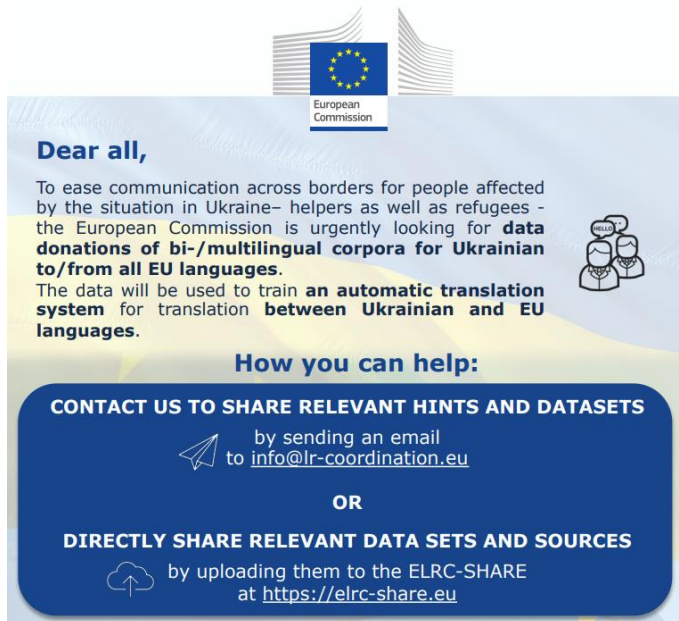 European
Commission
Dear all,
To ease communication across borders for people affected
by the situation in Ukraine– helpers as well as refugees -
the European Commission is urgently looking for data
donations of bi-/multilingual corpora for Ukrainian
to/from all EU languages.
HELLO
The data will be used to train an automatic translation
system for translation between Ukrainian and EU
languages.
How you can help:
CONTACT US TO SHARE RELEVANT HINTS AND DATASETS
by sending an email
to info@lr-coordination.eu
OR
DIRECTLY SHARE RELEVANT DATA SETS AND SOURCES
by uploading them to the ELRC-SHARE
at https://elrc-share.eu